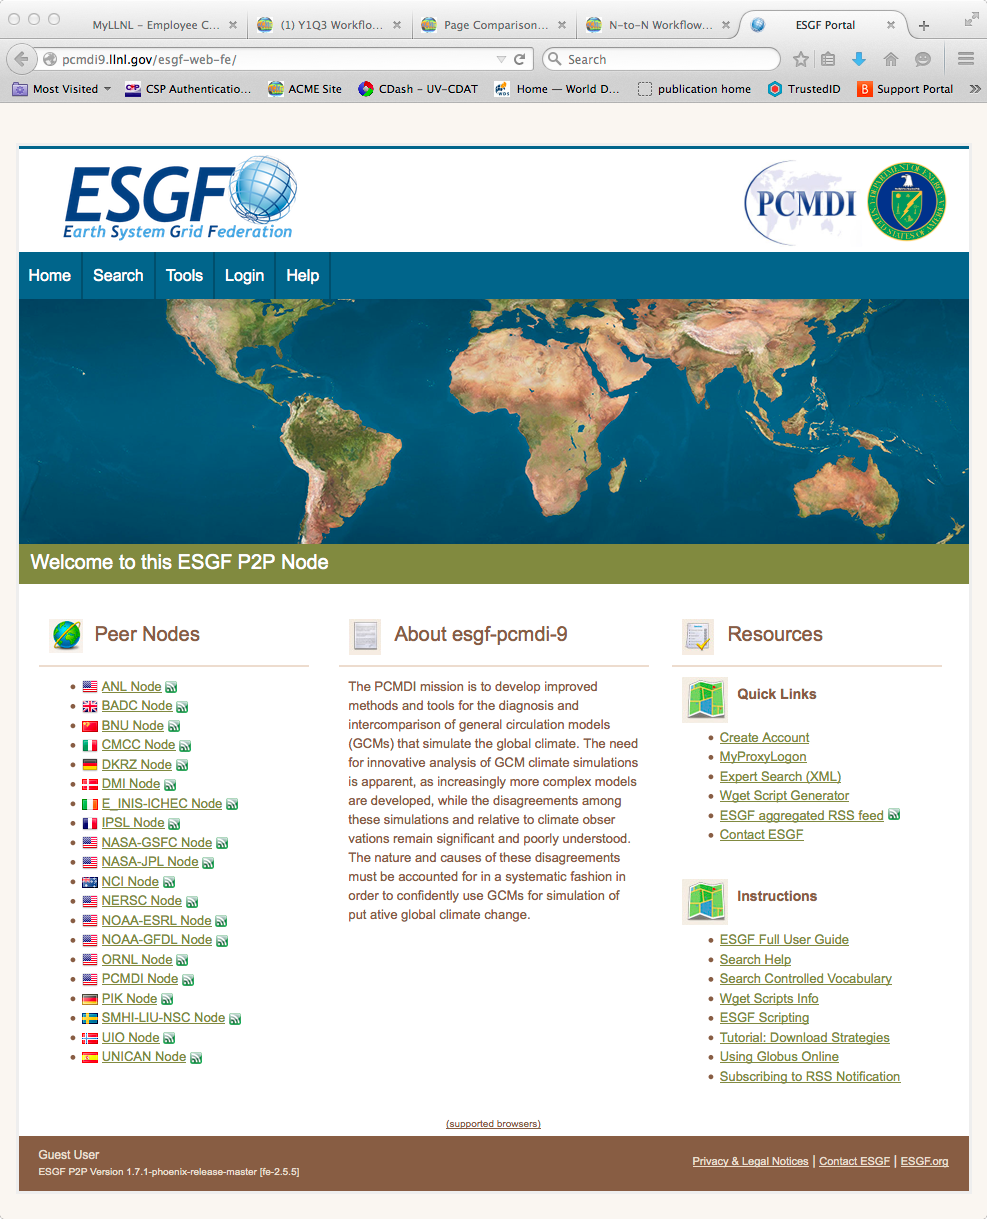 MyLLNL – Employee C...
(1) Y1Q3 Workflo...
Page Comparison...
N-to-N Workflow...
ESGF Portal
pcmdi9.llnl.gov/esgf-web-fe/
Search
Most Visited
CSP Authenticatio...
ACME Site
CDash – UV-CDAT
Home — World D...
publication home
TrustedID
Support Portal
ESGF
Earth System Grid Federation
PCMDI
Home
Search
Tools
Login
Help
Welcome to this ESGF P2P Node
Peer Nodes
ANL Node
BADC Node
BNU Node
CMCC Node
DKRZ Node
DMI Node
E_INIS-ICHEC Node
IPSL Node
NASA-GSFC Node
NASA-JPL Node
NCI Node
NERSC Node
NOAA-ESRL Node
NOAA-GFDL Node
ORNL Node
PCMDI Node
PIK Node
SMHI-LIU-NSC Node
UIO Node
UNICAN Node
About esgf-pcmdi-9
The PCMDI mission is to develop improved
methods and tools for the diagnosis and
intercomparison of general circulation models
(GCMs) that simulate the global climate. The need
for innovative analysis of GCM climate simulations
is apparent, as increasingly more complex models
are developed, while the disagreements among
these simulations and relative to climate obser
vations remain significant and poorly understood.
The nature and causes of these disagreements
must be accounted for in a systematic fashion in
order to confidently use GCMs for simulation of
put ative global climate change.
Resources
Quick Links
Create Account
MyProxyLogon
Expert Search (XML)
Wget Script Generator
ESGF aggregated RSS feed
Contact ESGF
Instructions
ESGF Full User Guide
Search Help
Search Controlled Vocabulary
Wget Scripts Info
ESGF Scripting
Tutorial: Download Strategies
Using Globus Online
Subscribing to RSS Notification
(supported browsers)
Guest User
ESGF P2P Version 1.7.1-phoenix-release-master [fe-2.5.5]
Privacy & Legal Notices | Contact ESGF | ESGF.org